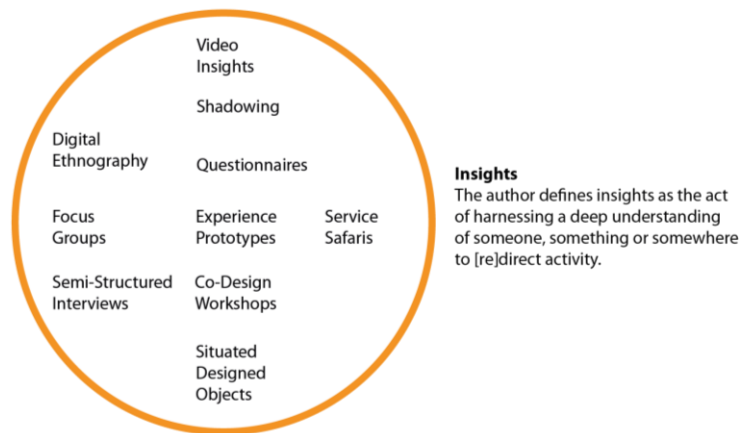 Video
Insights
Shadowing
Digital
Ethnography
Questionnaires
Focus
Groups
Experience
Prototypes
Service
Safaris
Semi-Structured
Interviews
Co-Design
Workshops
Situated
Designed
Objects
Insights
The author defines insights as the act
of harnessing a deep understanding
of someone, something or somewhere
to [re]direct activity.